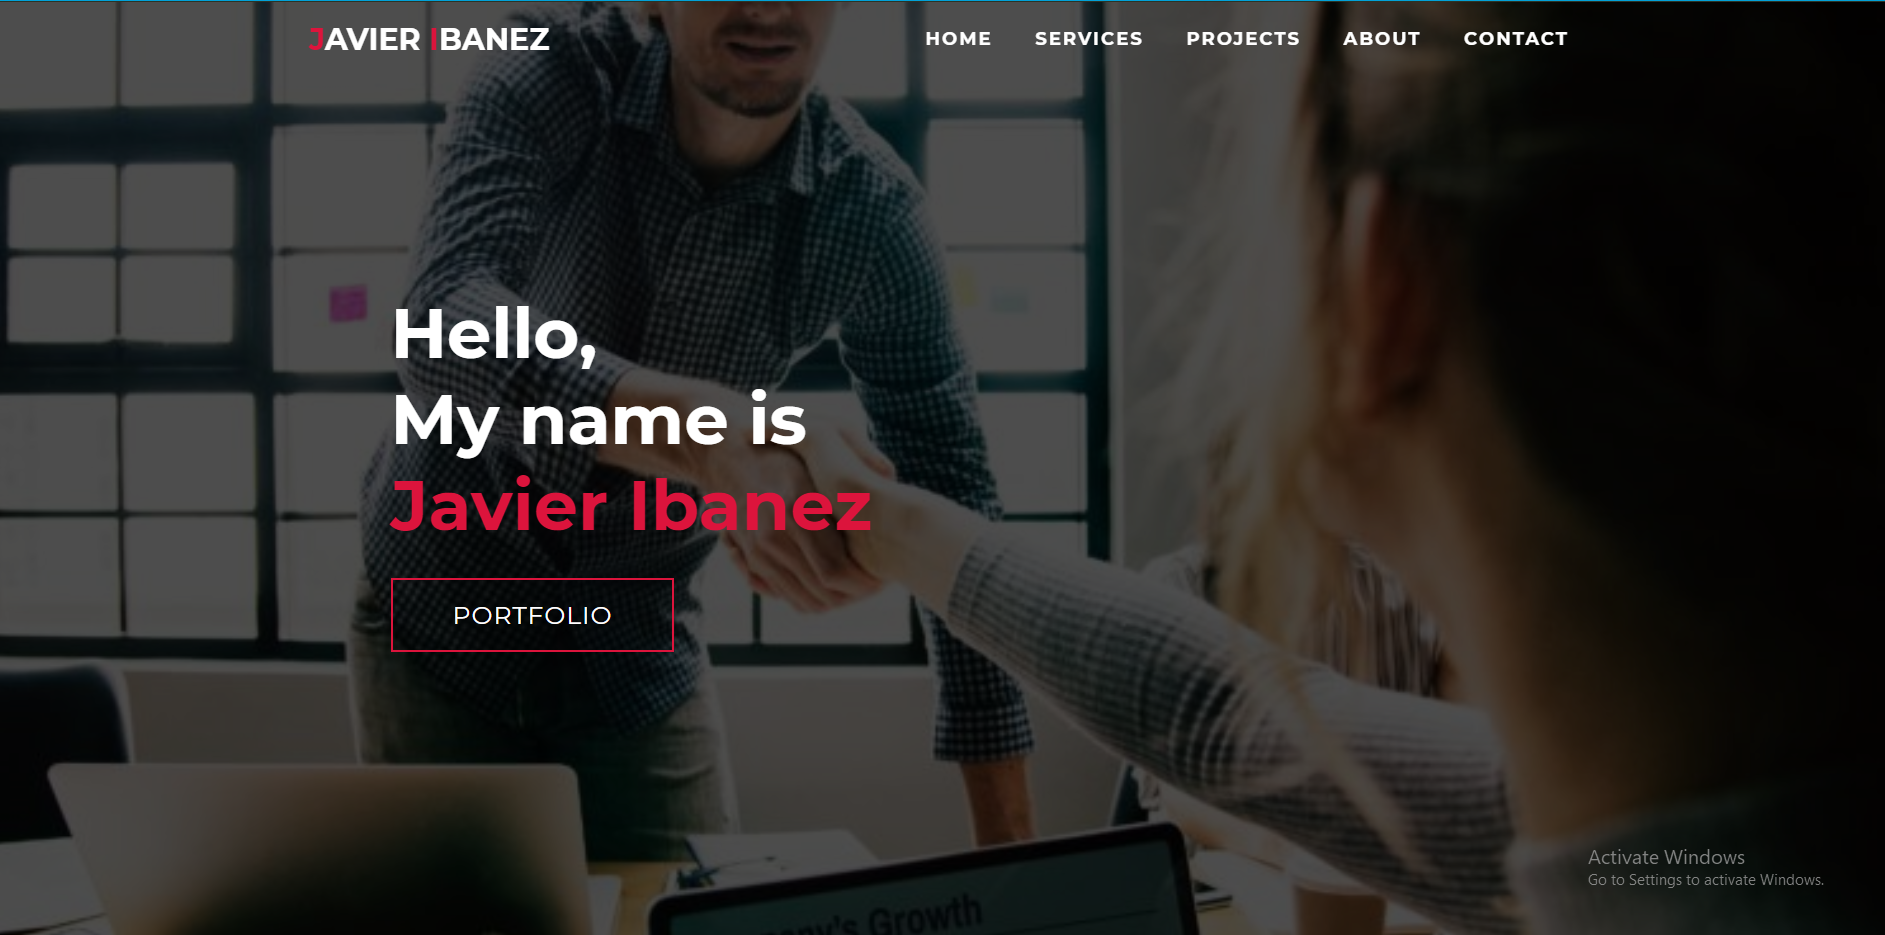 JAVIER IBANEZ
HOME SERVICES PROJECTS ABOUT CONTACT
Hello,
My name is
Javier Ibanez
PORTFOLIO
Activate Windows
Go to Settings to activate Windows.
Growth